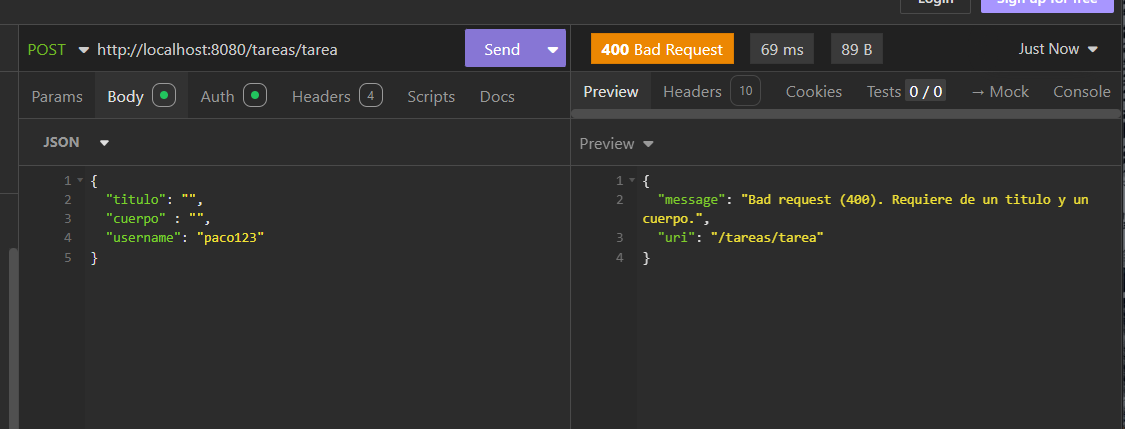 Login
Sign up for free
POST http://localhost:8080/tareas/tarea Send
400 Bad Request 69 ms 89 B Just Now
Params Body Auth Headers 4 Scripts Docs
Preview Headers 10 Cookies Tests 0 / 0 → Mock Console
JSON
Preview
1 {
2 "titulo": "",
3 "cuerpo" : "",
4 "username": "paco123"
5 }
1 {
2 "message": "Bad request (400). Requiere de un titulo y un
cuerpo.",
3 "uri": "/tareas/tarea"
4 }